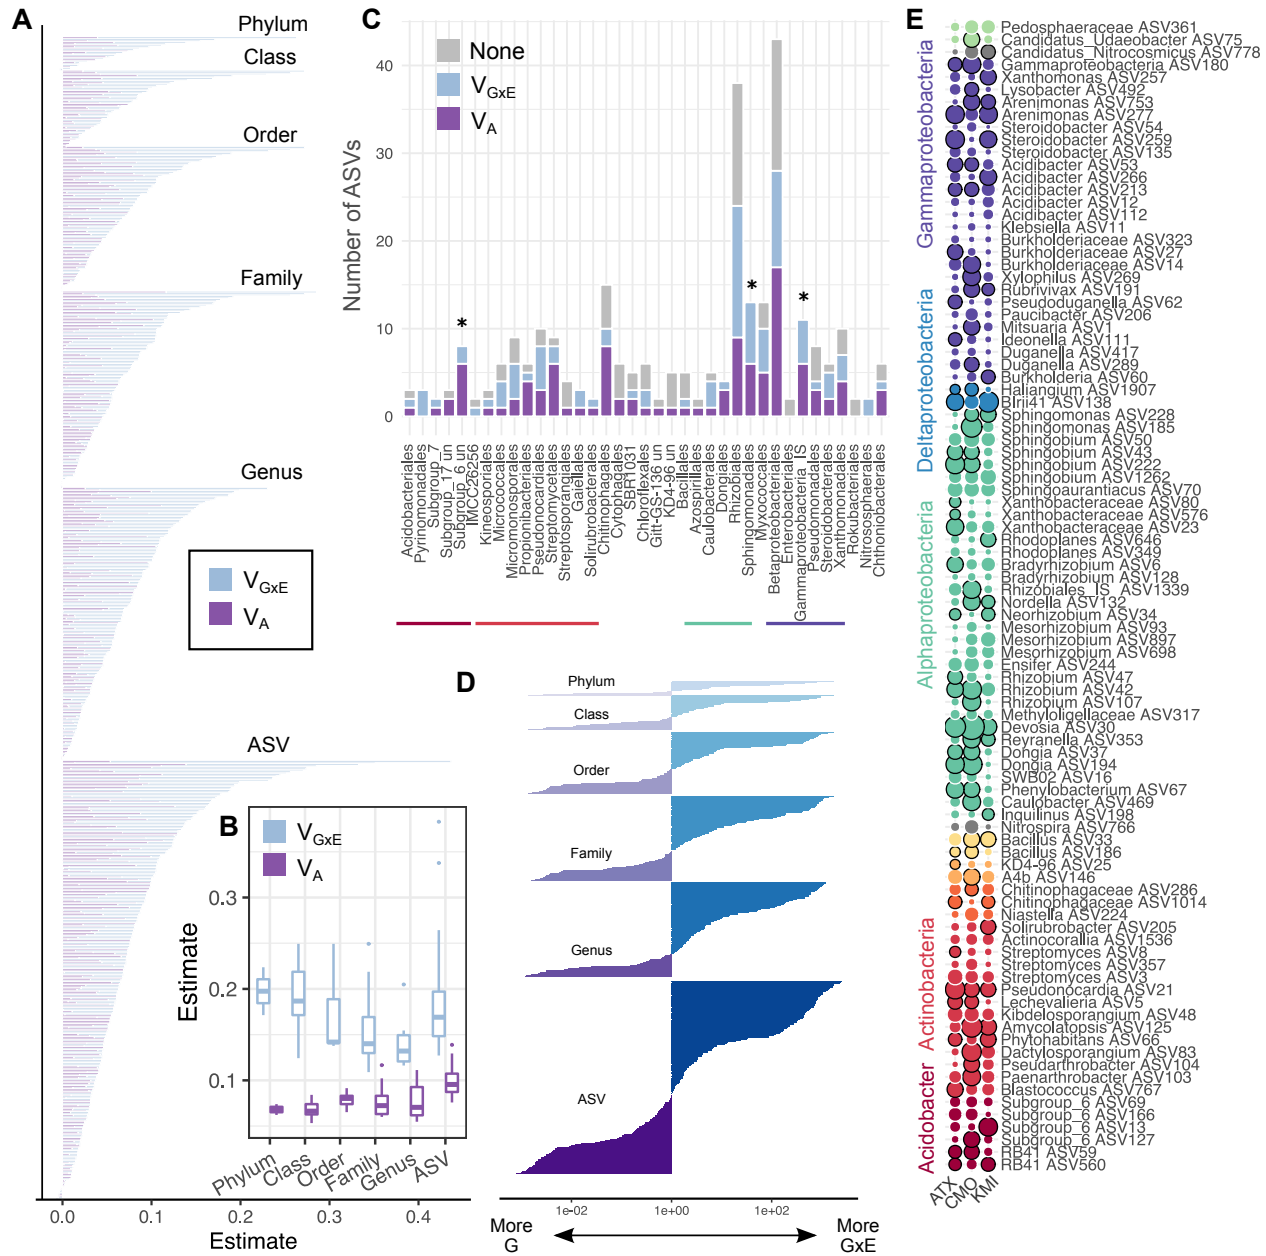 A
Phylum
Class
Order
Family
Genus
V_GxE
V_A
ASV
0.0
0.1
0.2
0.3
0.4
Estimate
B
V_GxE
V_A
Estimate
0.3
0.2
0.1
Phylum
Class
Order
Family
Genus
ASV
C
None
V_GxE
V_A
Number of ASVs
40
30
20
10
0
*
*
*
Acidobacteriales
Pyrinomonadales
Subgroup_7
Subgroup_17_un
Subgroup_6_un
IMCC26256
Kineosporiales
Micrococcales
Micromonosporales
Propionibacteriales
Pseudonocardiales
Streptomycetales
Streptosporangiales
Gaiellales
Solirubrobacterales
Chitinophagales
Cytophagales
SBR1031
Chloroflexales
Gitt-GS-136_un
KD4-96_un
Bacillales
Azospirillales
Caulobacterales
Dongiales
Rhizobiales
Sphingomonadales
Myxococcales
Betaproteobacteriales
Enterobacteriales
Gammaproteobacteria_IS
Pseudomonadales
Steroidobacterales
Xanthomonadales
Rokubacteriales
Nitrososphaerales
Chthoniobacterales
D
Phylum
Class
Order
Family
Genus
ASV
1e-02
1e+00
1e+02
More
G
More
GxE
E
Gammaproteobacteria
Deltaproteobacteria
Alphaproteobacteria
Actinobacteria
Acidobacter
Pedosphaeraceae ASV361
Candidatus_Udaeobacter ASV75
Candidatus_Nitrocosmicus ASV778
Gammaproteobacteria ASV180
Xanthomonas ASV257
Lysobacter ASV492
Arenimonas ASV753
Arenimonas ASV277
Steroidobacter ASV54
Steroidobacter ASV259
Steroidobacter ASV135
Acidibacter ASV53
Acidibacter ASV266
Acidibacter ASV213
Acidibacter ASV12
Acidibacter ASV112
Klebsiella ASV11
Burkholderiaceae ASV323
Burkholderiaceae ASV27
Burkholderiaceae ASV14
Xylophilus ASV269
Rubrivivax ASV191
Pseudoduganella ASV62
Paucibacter ASV206
Mitsuaria ASV1
Ideonella ASV111
Duganella ASV417
Duganella ASV289
Burkholderia ASV60
Haliangium ASV1907
BIrii41 ASV138
Sphingomonas ASV228
Sphingomonas ASV185
Sphingobium ASV50
Sphingobium ASV43
Sphingobium ASV222
Sphingobium ASV1262
Sphingoaurantiacus ASV70
Xanthobacteraceae ASV80
Xanthobacteraceae ASV576
Xanthobacteraceae ASV23
Rhodoplanes ASV646
Rhodoplanes ASV349
Bradyrhizobium ASV6
Bradyrhizobium ASV128
Rhizobiales_IS ASV1339
Nordella ASV132
Neorhizobium ASV34
Mesorhizobium ASV93
Mesorhizobium ASV897
Mesorhizobium ASV698
Ensifer ASV244
Rhizobium ASV47
Rhizobium ASV42
Rhizobium ASV107
Methyloligellaceae ASV317
Devosia ASV30
Reyranella ASV353
Dongia ASV37
Dongia ASV194
SWB02 ASV16
Phenylobacterium ASV67
Caulobacter ASV469
Inquilinus ASV198
Nitrospira ASV766
Bacillus ASV33
Bacillus ASV186
KD4-96 ASV25
A4b ASV146
Chitinophagaceae ASV286
Chitinophagaceae ASV1014
Niastella ASV224
Solirubrobacter ASV205
Actinocorallia ASV1536
Streptomyces ASV8
Streptomyces ASV357
Streptomyces ASV3
Pseudonocardia ASV21
Lechevalieria ASV5
Kibdelosporangium ASV48
Amycolatopsis ASV125
Phytohabitans ASV66
Dactylosporangium ASV83
Pseudarthrobacter ASV104
Paenarthrobacter ASV103
Blastococcus ASV767
Subgroup_6 ASV69
Subgroup_6 ASV166
Subgroup_6 ASV13
Subgroup_6 ASV127
RB41 ASV59
RB41 ASV560
ATX
CMO
KMI